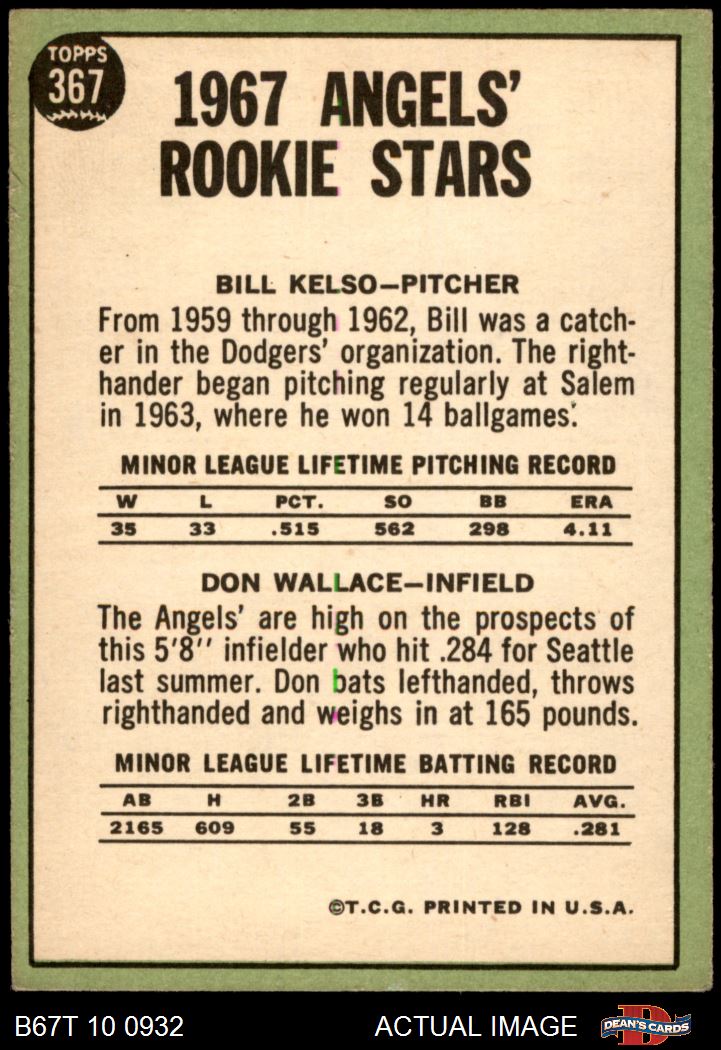 TOPPS
367
1967 ANGELS'
ROOKIE STARS
BILL KELSO—PITCHER
From 1959 through 1962, Bill was a catch-
er in the Dodgers' organization. The right-
hander began pitching regularly at Salem
in 1963, where he won 14 ballgames.
MINOR LEAGUE LIFETIME PITCHING RECORD
W L PCT. SO BB ERA
35 33 .515 562 298 4.11
DON WALLACE—INFIELD
The Angels' are high on the prospects of
this 5'8'' infielder who hit .284 for Seattle
last summer. Don bats lefthanded, throws
righthanded and weighs in at 165 pounds.
MINOR LEAGUE LIFETIME BATTING RECORD
AB H 2B 3B HR RBI AVG.
2165 609 55 18 3 128 .281
©T.C.G. PRINTED IN U.S.A.
B67T 10 0932 ACTUAL IMAGE DEAN'S CARDS